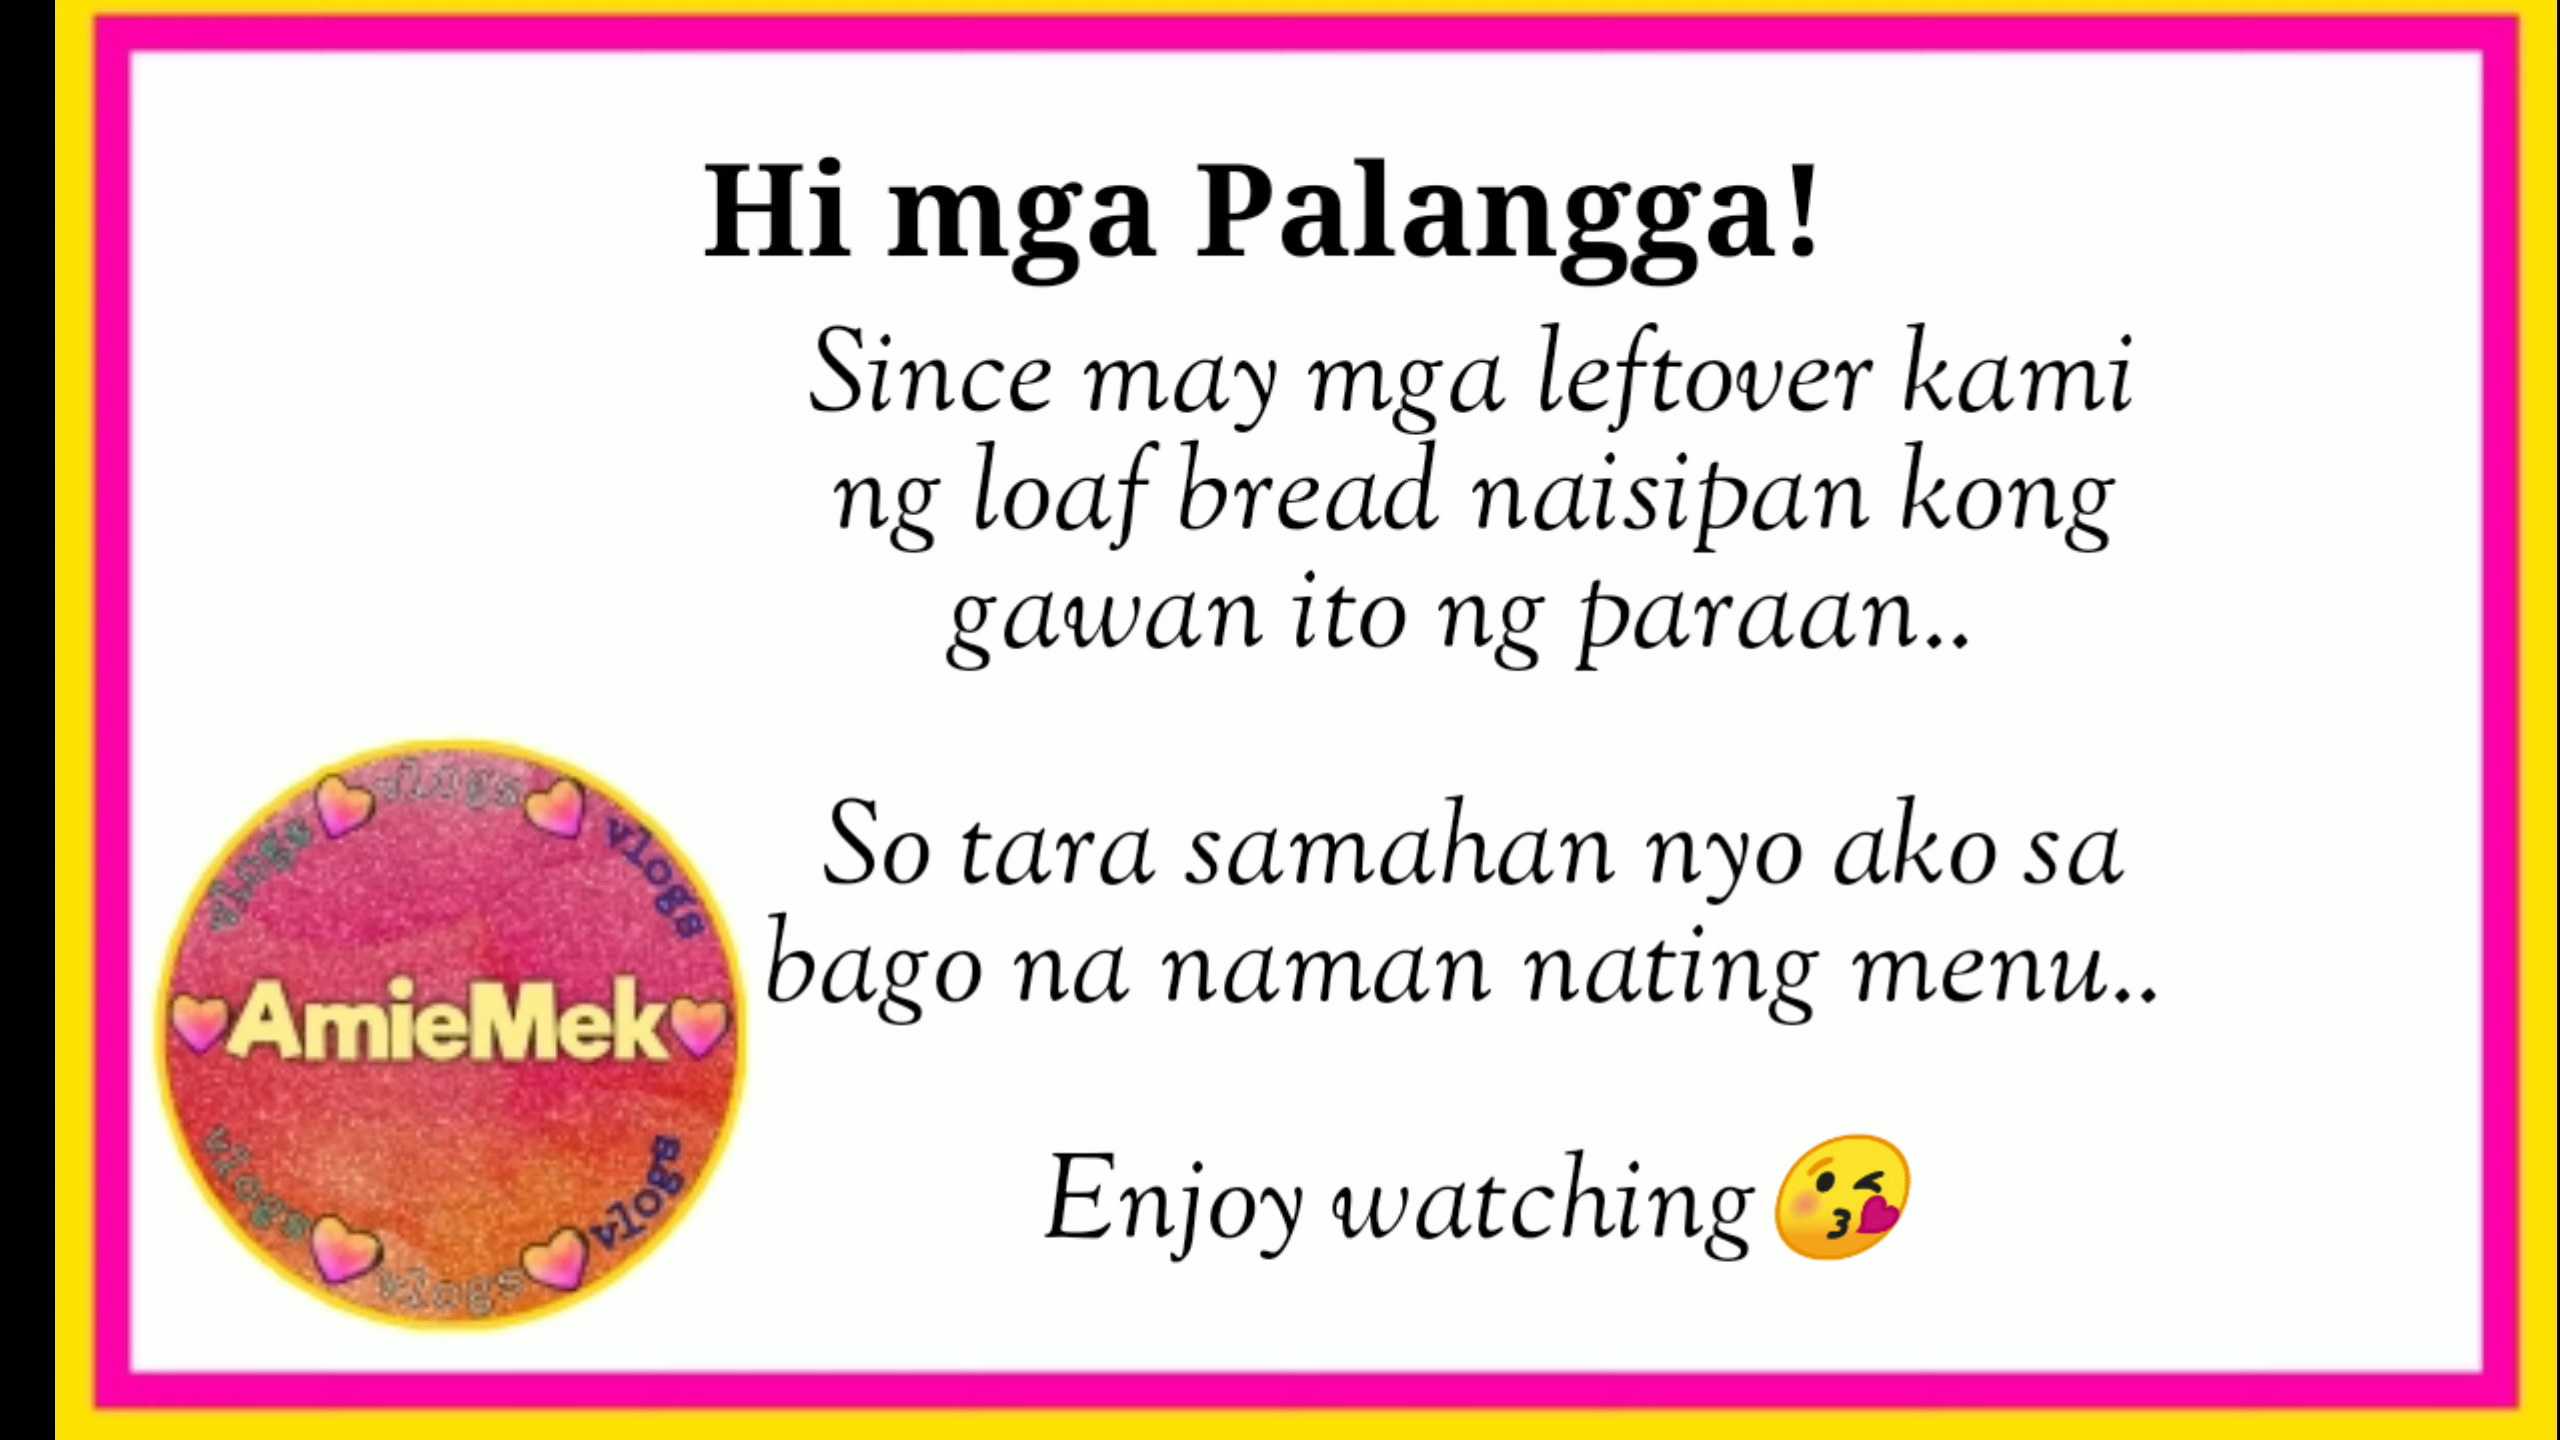 Hi mga Palangga!
Since may mga leftover kami
ng loaf bread naisipan kong
gawan ito ng paraan..
So tara samahan nyo ako sa
bago na naman nating menu..
Enjoy watching😘
vlogs
vlogs
vlogs
AmieMek
vlogs
vlogs
vlogs